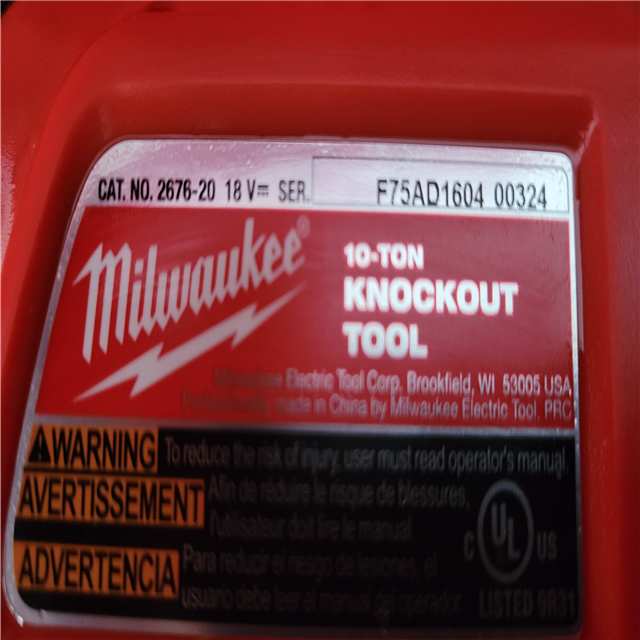 CAT. NO. 2676-20 18 V⎓ SER. F75AD1604 00324
Milwaukee®
10-TON
KNOCKOUT
TOOL
Milwaukee Electric Tool Corp. Brookfield, WI 53005 USA
Professionally made in China by Milwaukee Electric Tool PRC
WARNING To reduce the risk of injury, user must read operator's manual.
AVERTISSEMENT Afin de réduire le risque de blessures,
l'utilisateur doit lire le manual.
ADVERTENCIA Para reducir el riesgo de lesiones, el
usuario debe leer el manual del operador.
C UL US
LISTED 9R31